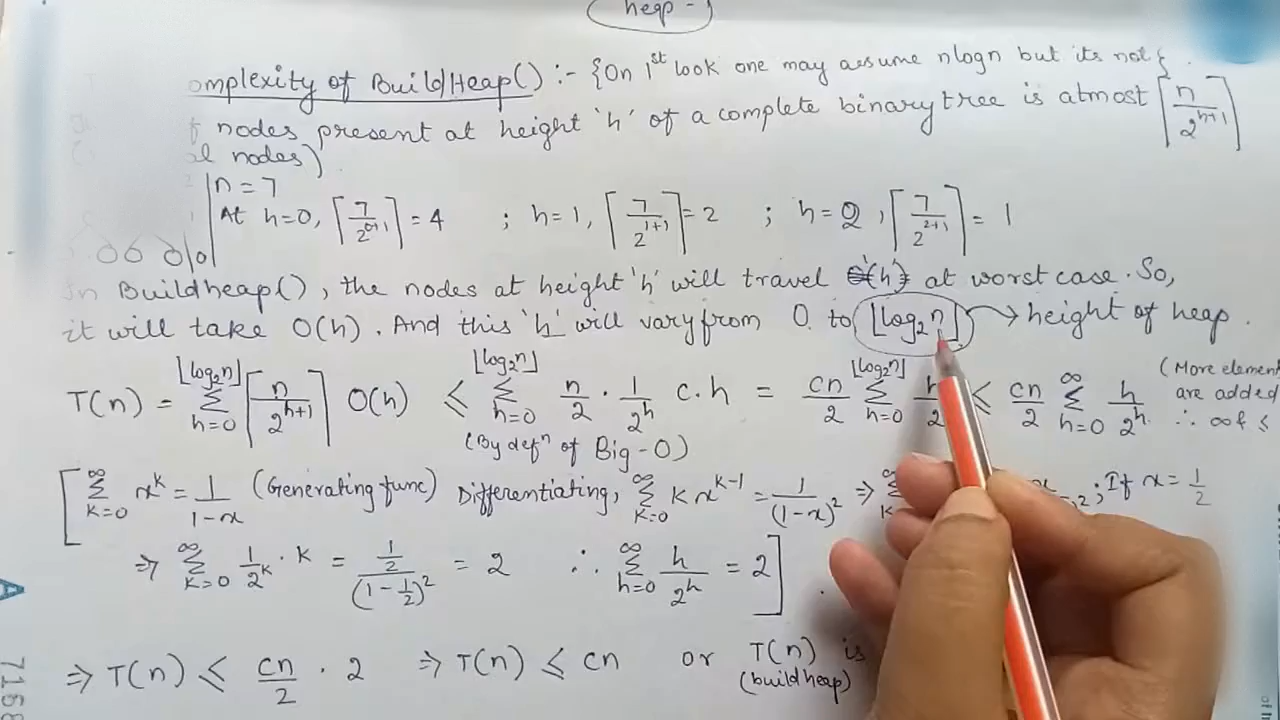 heap -
omplexity of BuildHeap() :- {On 1st look one may assume nlogn but its not}.
f nodes present at height 'h' of a complete binary tree is atmost ⌈n/2^(h+1)⌉
al nodes).
n = 7
At h=0, ⌈7/2^(0+1)⌉ = 4 ; h=1, ⌈7/2^(1+1)⌉ = 2 ; h=2, ⌈7/2^(2+1)⌉ = 1
In Buildheap(), the nodes at height 'h' will travel 'h' at worst case. So,
it will take O(h). And this 'h' will vary from 0 to ⌊log₂n⌋ → height of heap.
T(n) = Σ_{h=0}^{⌊log₂n⌋} ⌈n/2^(h+1)⌉ O(h) ≤ Σ_{h=0}^{⌊log₂n⌋} n/2 · 1/2^h c.h = cn/2 Σ_{h=0}^{⌊log₂n⌋} h/2 ≤ cn/2 Σ_{h=0}^{∞} h/2^h. (More element
are added
∴ ∞ of ≤
(By defn of Big-O)
[Σ_{k=0}^{∞} x^k = 1/(1-x) (Generating func) Differentiating, Σ_{k=0}^{∞} k x^(k-1) = 1/(1-x)^2 ⇒ Σ ; If x = 1/2
⇒ Σ_{k=0}^{∞} 1/2^k · k = (1/2)/(1-1/2)^2 = 2 ∴ Σ_{h=0}^{∞} h/2^h = 2] .
⇒ T(n) ≤ cn/2 · 2 ⇒ T(n) ≤ cn or T(n) is
(buildheap)
A
7168